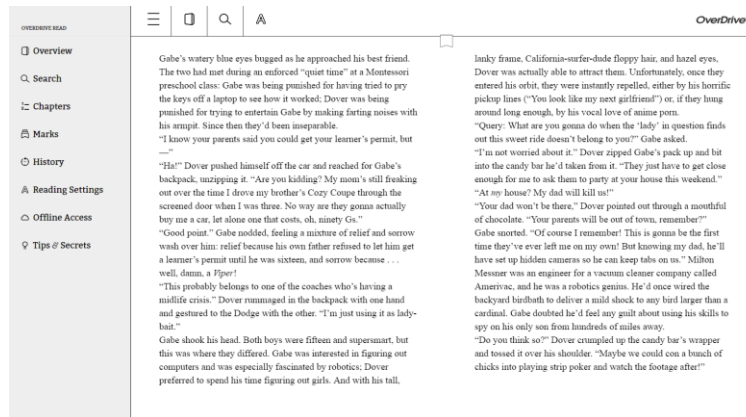 OVERDRIVE READ
Overview
Search
Chapters
Marks
History
Reading Settings
Offline Access
Tips & Secrets
OverDrive
Gabe's watery blue eyes bugged as he approached his best friend.
The two had met during an enforced “quiet time” at a Montessori
preschool class: Gabe was being punished for having tried to pry
the keys off a laptop to see how it worked; Dover was being
punished for trying to entertain Gabe by making farting noises with
his armpit. Since then they'd been inseparable.
“I know your parents said you could get your learner's permit, but
—”
“Ha!” Dover pushed himself off the car and reached for Gabe's
backpack, unzipping it. “Are you kidding? My mom's still freaking
out over the time I drove my brother's Cozy Coupe through the
screened door when I was three. No way are they gonna actually
buy me a car, let alone one that costs, oh, ninety Gs.”
“Good point.” Gabe nodded, feeling a mixture of relief and sorrow
wash over him: relief because his own father refused to let him get
a learner's permit until he was sixteen, and sorrow because . . .
well, damn, a Viper!
“This probably belongs to one of the coaches who's having a
midlife crisis.” Dover rummaged in the backpack with one hand
and gestured to the Dodge with the other. “I'm just using it as lady-
bait.”
Gabe shook his head. Both boys were fifteen and supersmart, but
this was where they differed. Gabe was interested in figuring out
computers and was especially fascinated by robotics; Dover
preferred to spend his time figuring out girls. And with his tall,
lanky frame, California-surfer-dude floppy hair, and hazel eyes,
Dover was actually able to attract them. Unfortunately, once they
entered his orbit, they were instantly repelled, either by his horrific
pickup lines (“You look like my next girlfriend”) or, if they hung
around long enough, by his vocal love of anime porn.
“Query: What are you gonna do when the ‘lady’ in question finds
out this sweet ride doesn't belong to you?” Gabe asked.
“I'm not worried about it.” Dover zipped Gabe's pack up and bit
into the candy bar he'd taken from it. “They just have to get close
enough for me to ask them to party at your house this weekend.”
“At my house? My dad will kill us!”
“Your dad won't be there,” Dover pointed out through a mouthful
of chocolate. “Your parents will be out of town, remember?”
Gabe snorted. “Of course I remember! This is gonna be the first
time they've ever left me on my own! But knowing my dad, he'll
have set up hidden cameras so he can keep tabs on us.” Milton
Messner was an engineer for a vacuum cleaner company called
Amerivac, and he was a robotics genius. He'd once wired the
backyard birdbath to deliver a mild shock to any bird larger than a
cardinal. Gabe doubted he'd feel any guilt about using his skills to
spy on his only son from hundreds of miles away.
“Do you think so?” Dover crumpled up the candy bar's wrapper
and tossed it over his shoulder. “Maybe we could con a bunch of
chicks into playing strip poker and watch the footage after!”